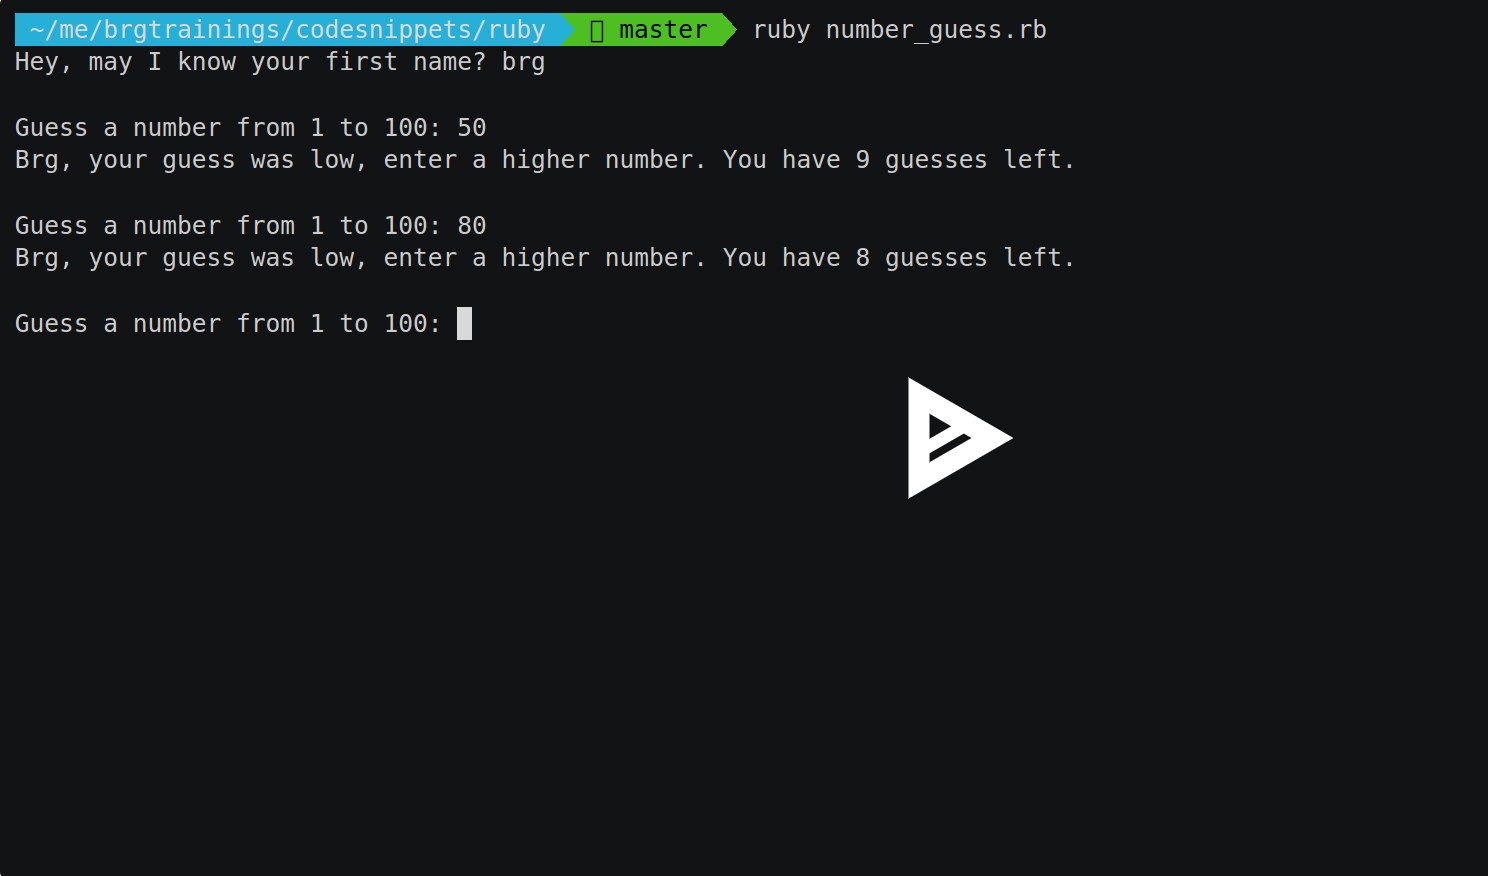 ~/me/brgtrainings/codesnippets/ruby master ruby number_guess.rb
Hey, may I know your first name? brg
Guess a number from 1 to 100: 50
Brg, your guess was low, enter a higher number. You have 9 guesses left.
Guess a number from 1 to 100: 80
Brg, your guess was low, enter a higher number. You have 8 guesses left.
Guess a number from 1 to 100: